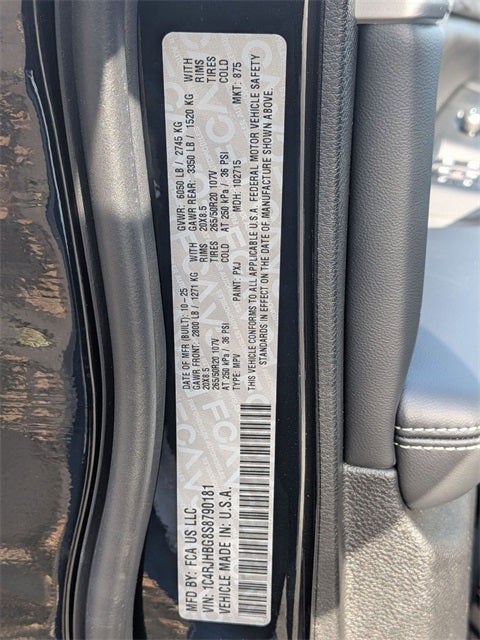 MFD BY: FCA US LLC
DATE OF MFR (BUILT): 10-25
GVWR: 6050 LB / 2745 KG
GAWR FRONT: 2800 LB / 1271 KG WITH
20X8.5 RIMS
265/50R20 107V TIRES
AT 250 kPa / 36 PSI COLD
GAWR REAR: 3350 LB / 1520 KG WITH
20X8.5 RIMS
265/50R20 107V TIRES
AT 250 kPa / 36 PSI COLD
VIN: 1C4RJHBG8S8790181
TYPE: MPV PAINT: PXJ MDH: 102715 MKT: 875
VEHICLE MADE IN: U.S.A.
THIS VEHICLE CONFORMS TO ALL APPLICABLE U.S.A. FEDERAL MOTOR VEHICLE SAFETY
STANDARDS IN EFFECT ON THE DATE OF MANUFACTURE SHOWN ABOVE.
FCA
FCA
FCA